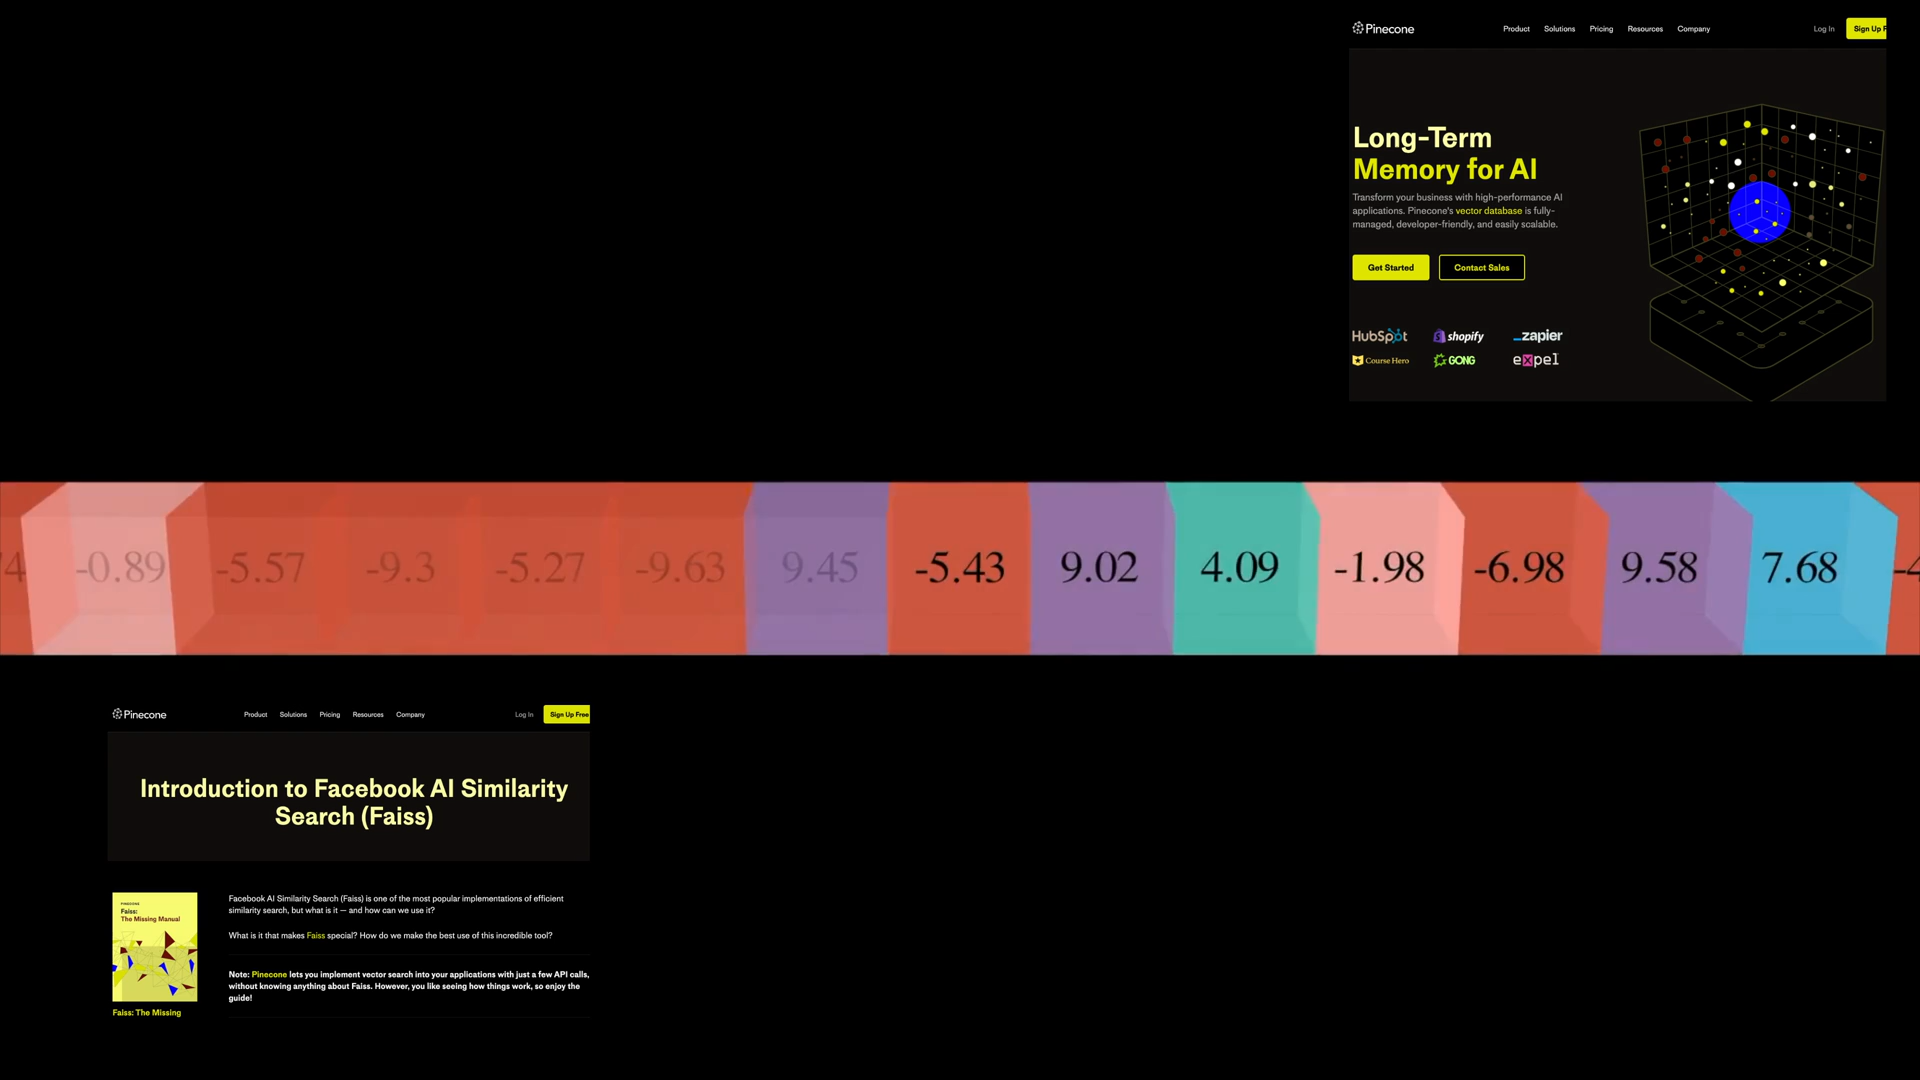 Pinecone
Product Solutions Pricing Resources Company
Log In
Sign Up
Long-Term
Memory for AI
Transform your business with high-performance AI
applications. Pinecone's vector database is fully-
managed, developer-friendly, and easily scalable.
Get Started Contact Sales
HubSpot shopify zapier
Course Hero GONG expel
-0.89 -5.57 -9.3 -5.27 -9.63 9.45 -5.43 9.02 4.09 -1.98 -6.98 9.58 7.68
Pinecone
Product Solutions Pricing Resources Company
Log In
Sign Up Free
Introduction to Facebook AI Similarity
Search (Faiss)
PINECONE
Faiss:
The Missing Manual
Faiss: The Missing
Facebook AI Similarity Search (Faiss) is one of the most popular implementations of efficient
similarity search, but what is it — and how can we use it?
What is it that makes Faiss special? How do we make the best use of this incredible tool?
Note: Pinecone lets you implement vector search into your applications with just a few API calls,
without knowing anything about Faiss. However, you like seeing how things work, so enjoy the
guide!